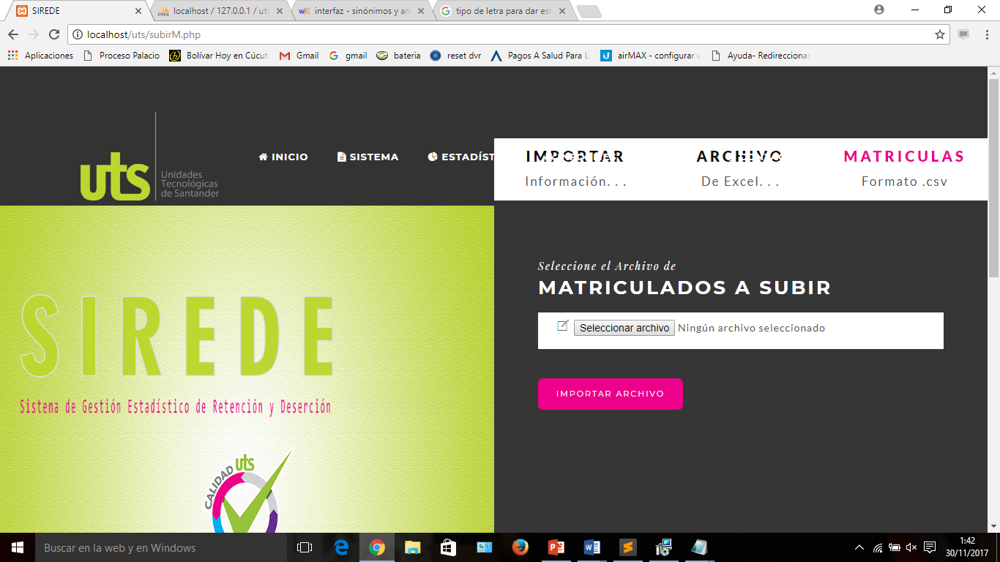 SIREDE
localhost / 127.0.0.1 / uts
interfaz - sinónimos y an
tipo de letra para dar est
localhost/uts/subirM.php
Aplicaciones Proceso Palacio Bolívar Hoy en Cúcuta Gmail gmail bateria reset dvr Pagos A Salud Para L airMAX - configurar u Ayuda- Redirecciona
uts
Unidades
Tecnológicas
de Santander
INICIO SISTEMA ESTADÍST
IMPORTAR ARCHIVO MATRICULAS
Información. . . De Excel. . . Formato .csv
SIREDE
Sistema de Gestión Estadístico de Retención y Deserción
CALIDAD uts
Seleccione el Archivo de
MATRICULADOS A SUBIR
Seleccionar archivo Ningún archivo seleccionado
IMPORTAR ARCHIVO
Buscar en la web y en Windows
1:42
30/11/2017